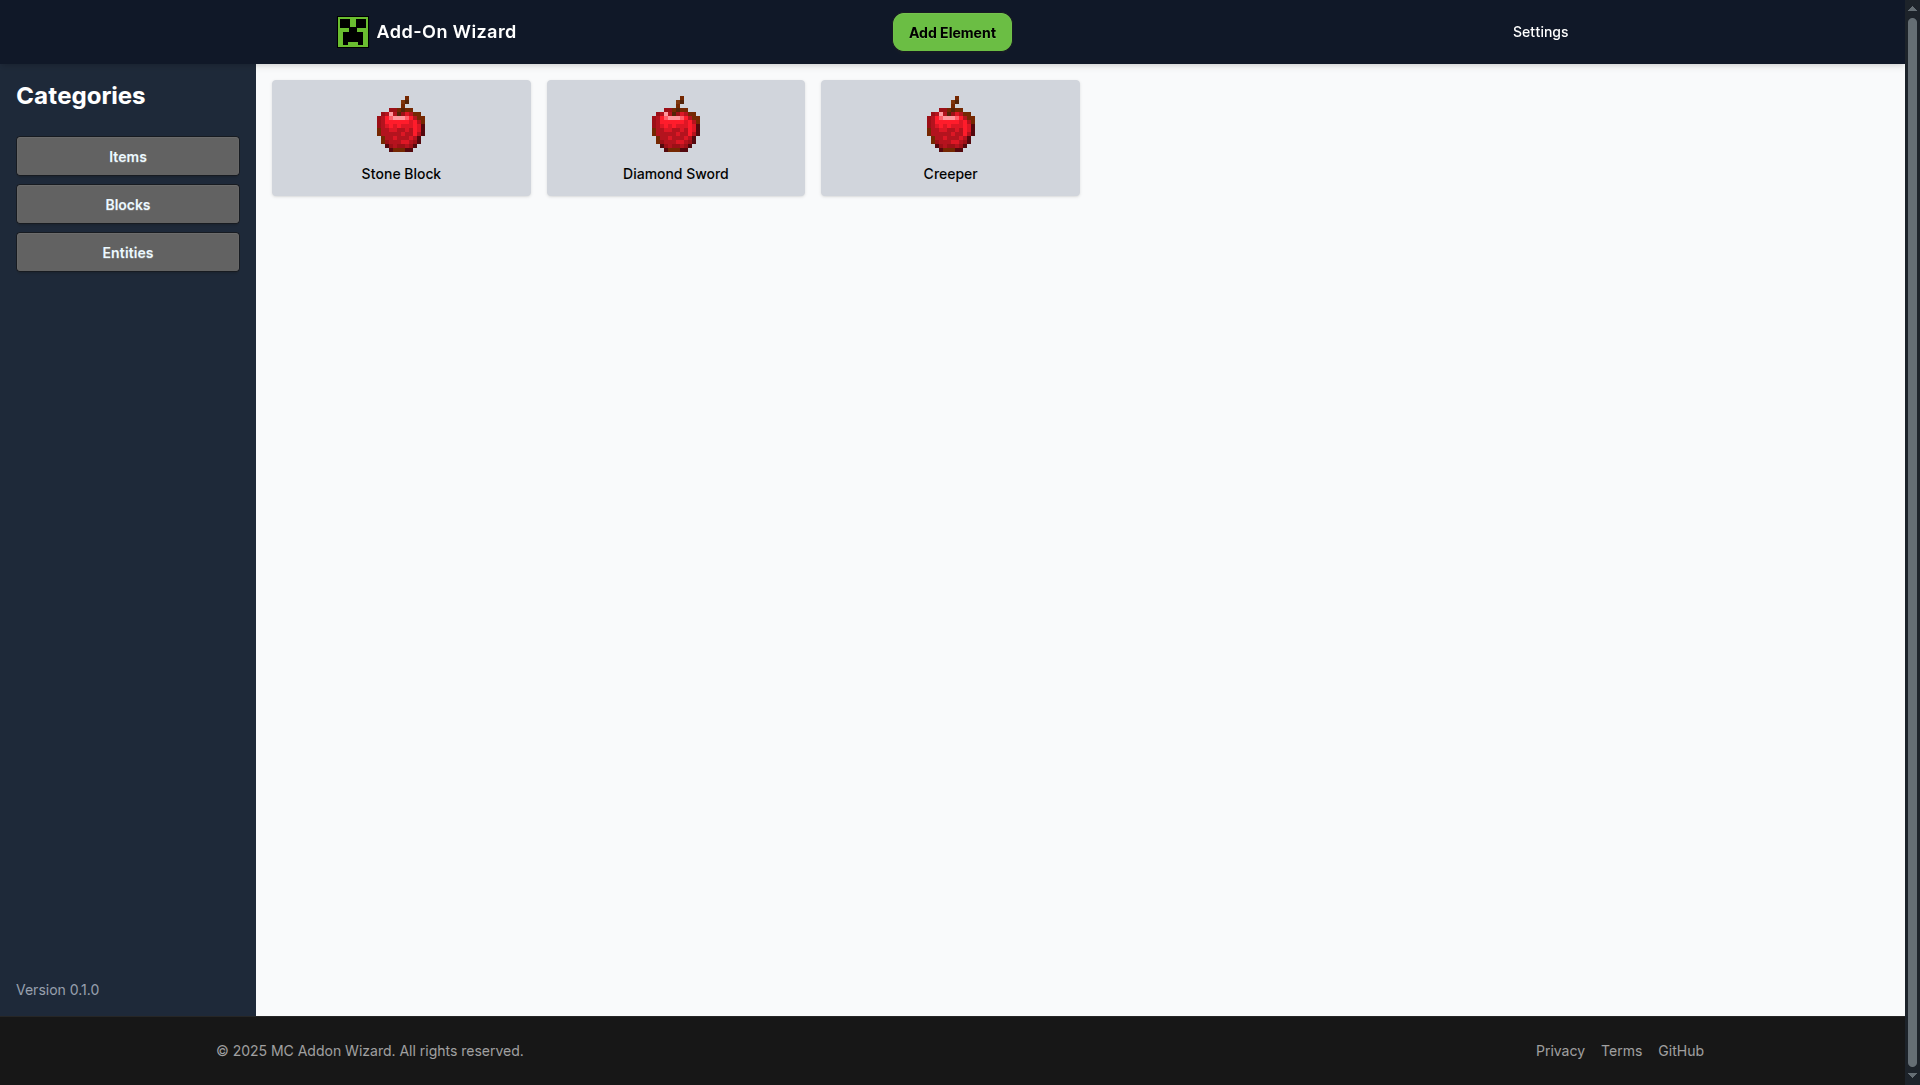 Add-On Wizard
Add Element
Settings
Categories
Items
Blocks
Entities
Stone Block
Diamond Sword
Creeper
Version 0.1.0
© 2025 MC Addon Wizard. All rights reserved.
Privacy
Terms
GitHub